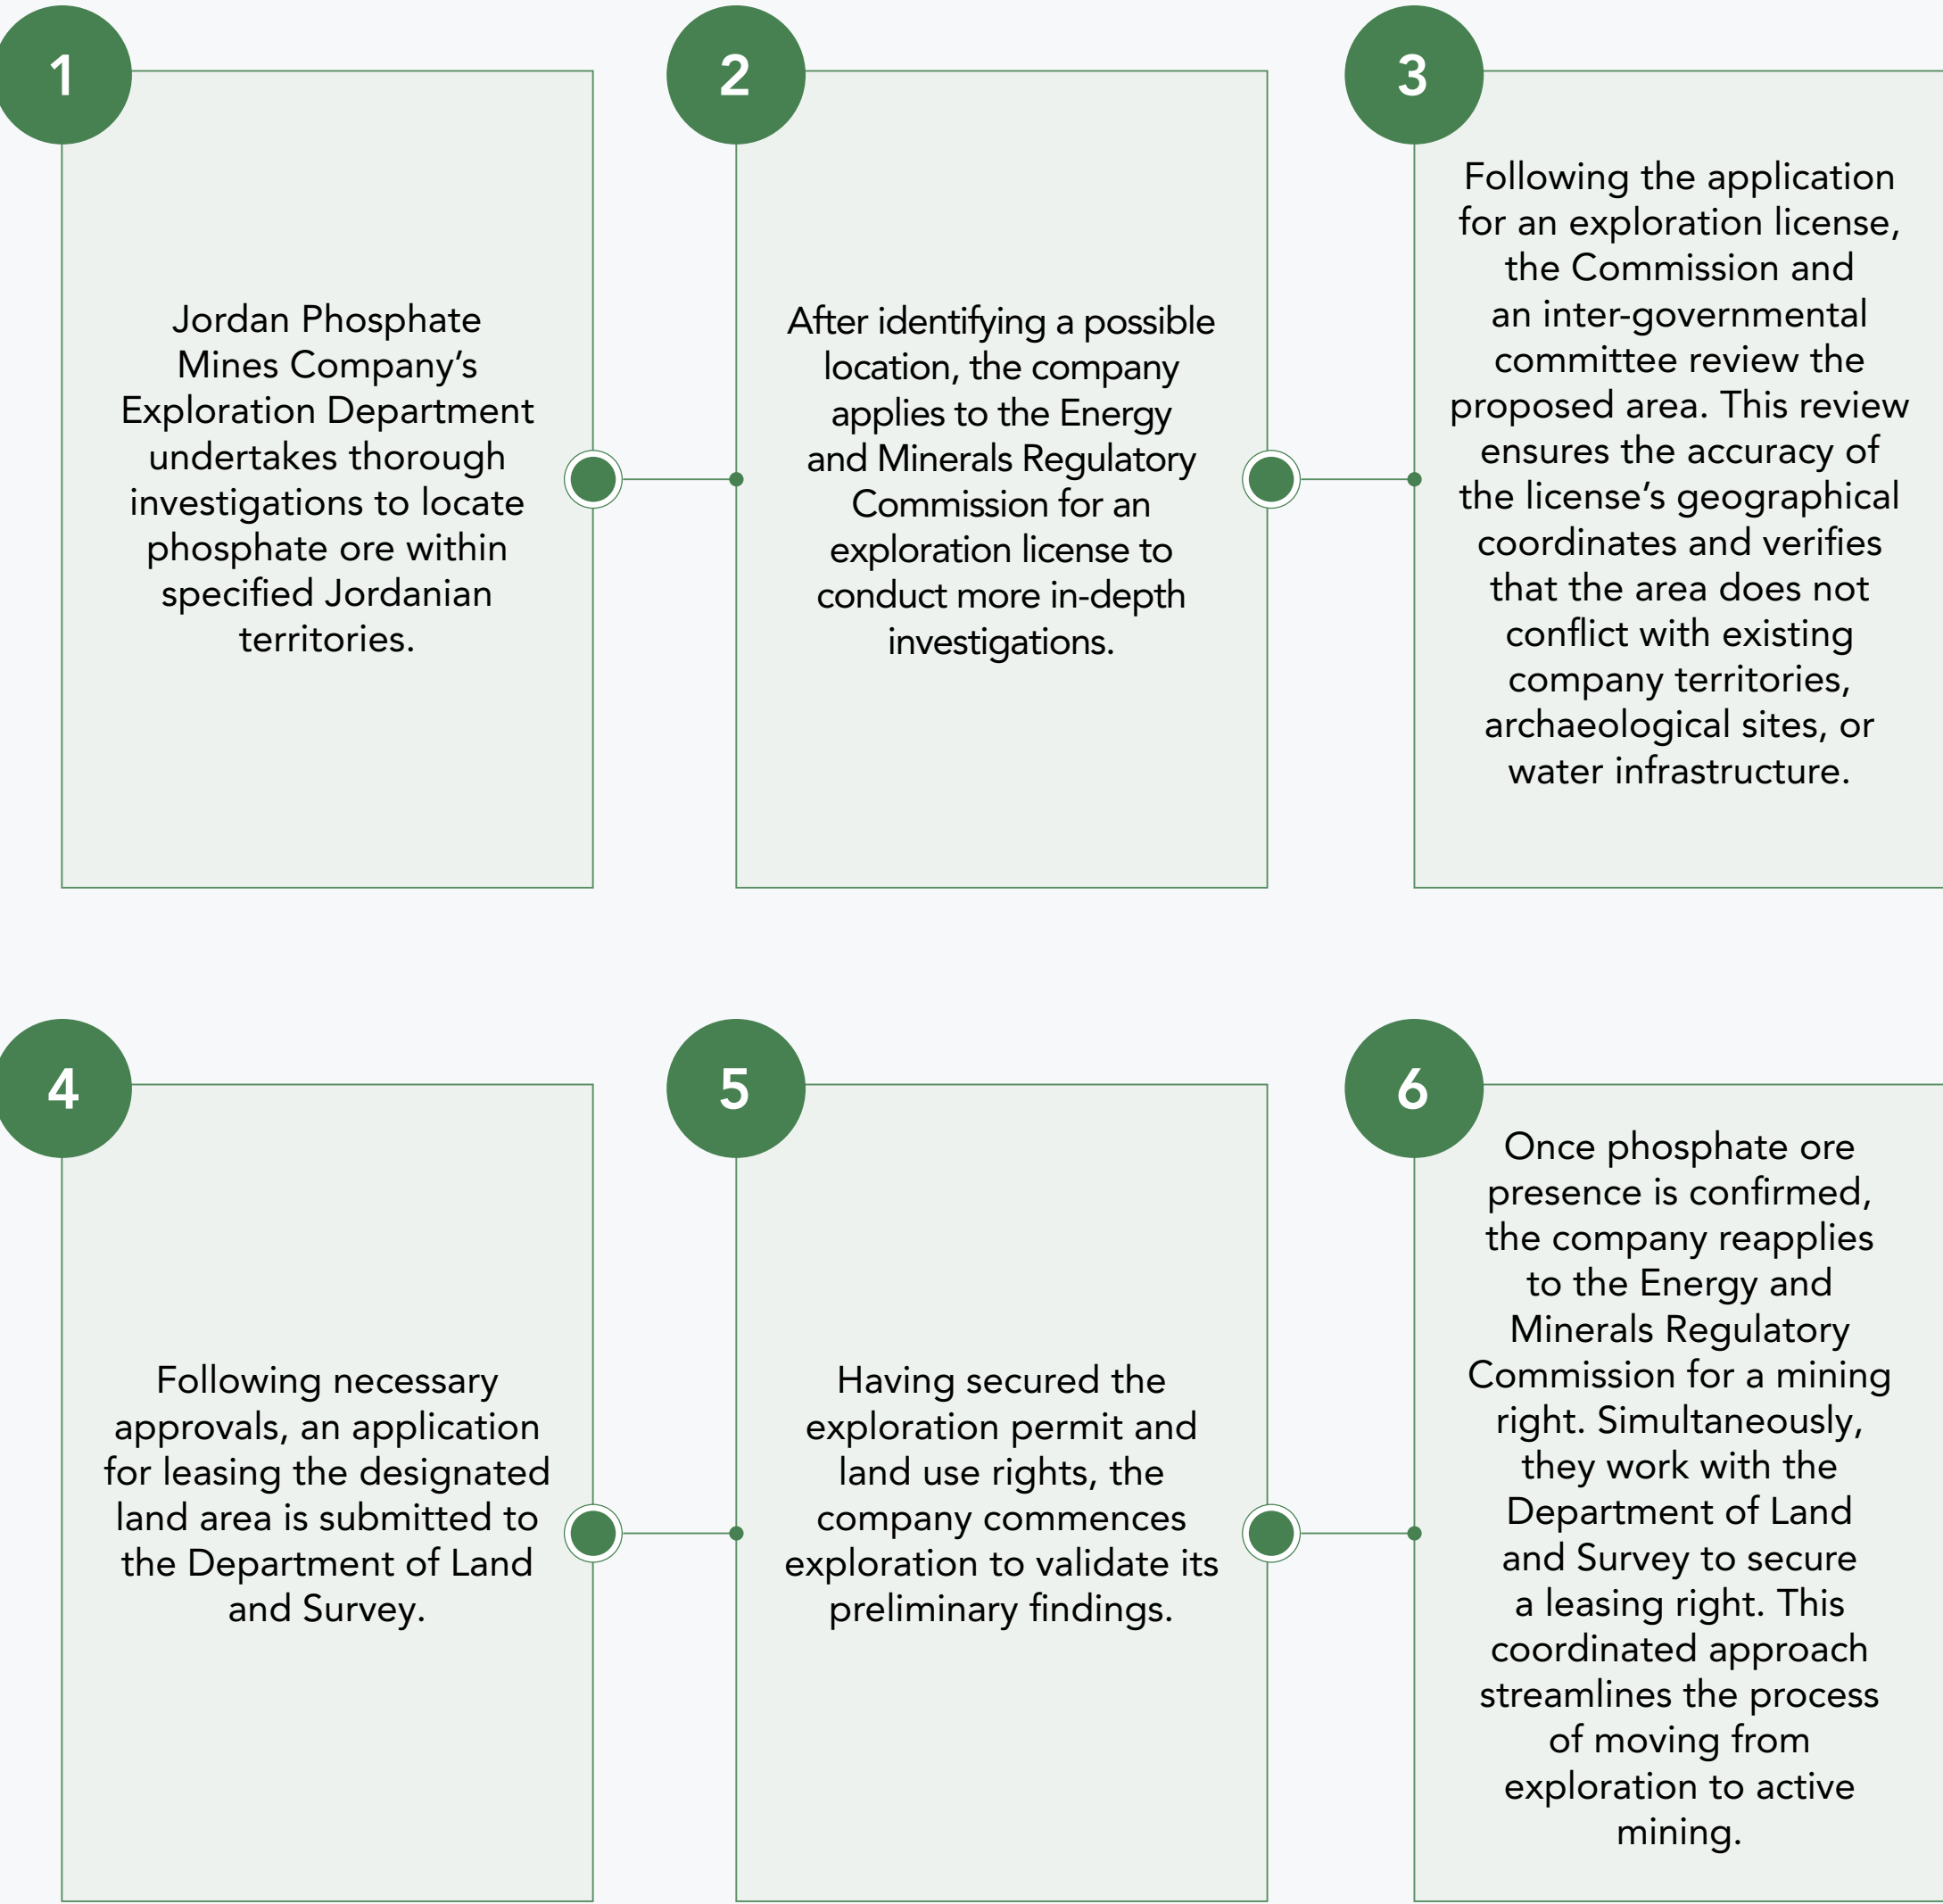 1
Jordan Phosphate
Mines Company’s
Exploration Department
undertakes thorough
investigations to locate
phosphate ore within
specified Jordanian
territories.
2
After identifying a possible
location, the company
applies to the Energy
and Minerals Regulatory
Commission for an
exploration license to
conduct more in-depth
investigations.
3
Following the application
for an exploration license,
the Commission and
an inter-governmental
committee review the
proposed area. This review
ensures the accuracy of
the license’s geographical
coordinates and verifies
that the area does not
conflict with existing
company territories,
archaeological sites, or
water infrastructure.
4
Following necessary
approvals, an application
for leasing the designated
land area is submitted to
the Department of Land
and Survey.
5
Having secured the
exploration permit and
land use rights, the
company commences
exploration to validate its
preliminary findings.
6
Once phosphate ore
presence is confirmed,
the company reapplies
to the Energy and
Minerals Regulatory
Commission for a mining
right. Simultaneously,
they work with the
Department of Land
and Survey to secure
a leasing right. This
coordinated approach
streamlines the process
of moving from
exploration to active
mining.